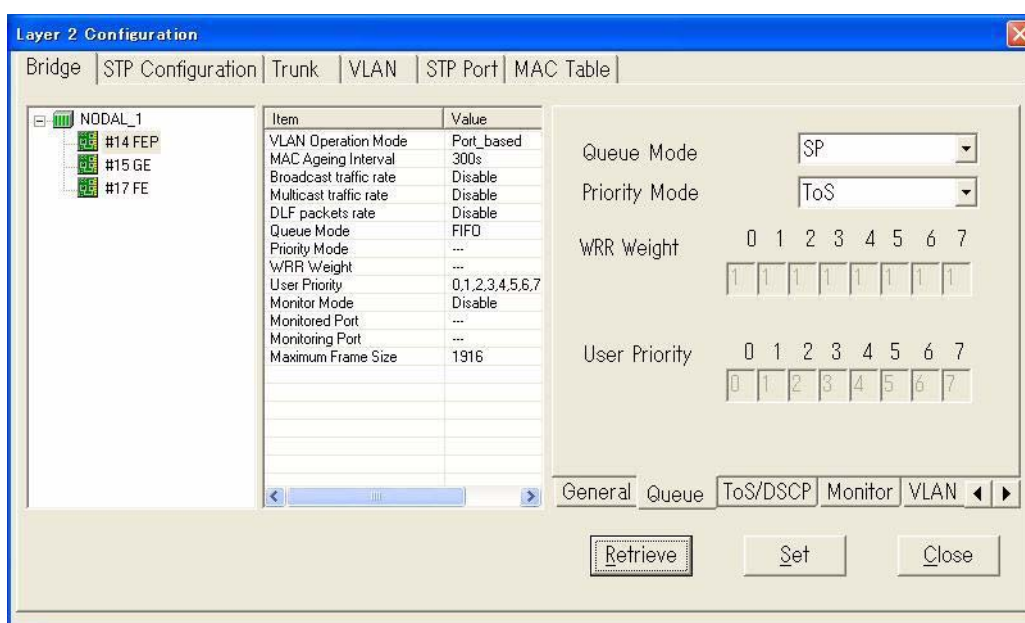 Layer 2 Configuration
Bridge STP Configuration Trunk VLAN STP Port MAC Table
NODAL_1
#14 FEP
#15 GE
#17 FE
Item Value
VLAN Operation Mode Port_based
MAC Ageing Interval 300s
Broadcast traffic rate Disable
Multicast traffic rate Disable
DLF packets rate Disable
Queue Mode FIFO
Priority Mode ---
WRR Weight ---
User Priority 0,1,2,3,4,5,6,7
Monitor Mode Disable
Monitored Port ---
Monitoring Port ---
Maximum Frame Size 1916
Queue Mode SP
Priority Mode ToS
WRR Weight 0 1 2 3 4 5 6 7
1 1 1 1 1 1 1 1
User Priority 0 1 2 3 4 5 6 7
0 1 2 3 4 5 6 7
General Queue ToS/DSCP Monitor VLAN
Retrieve Set Close